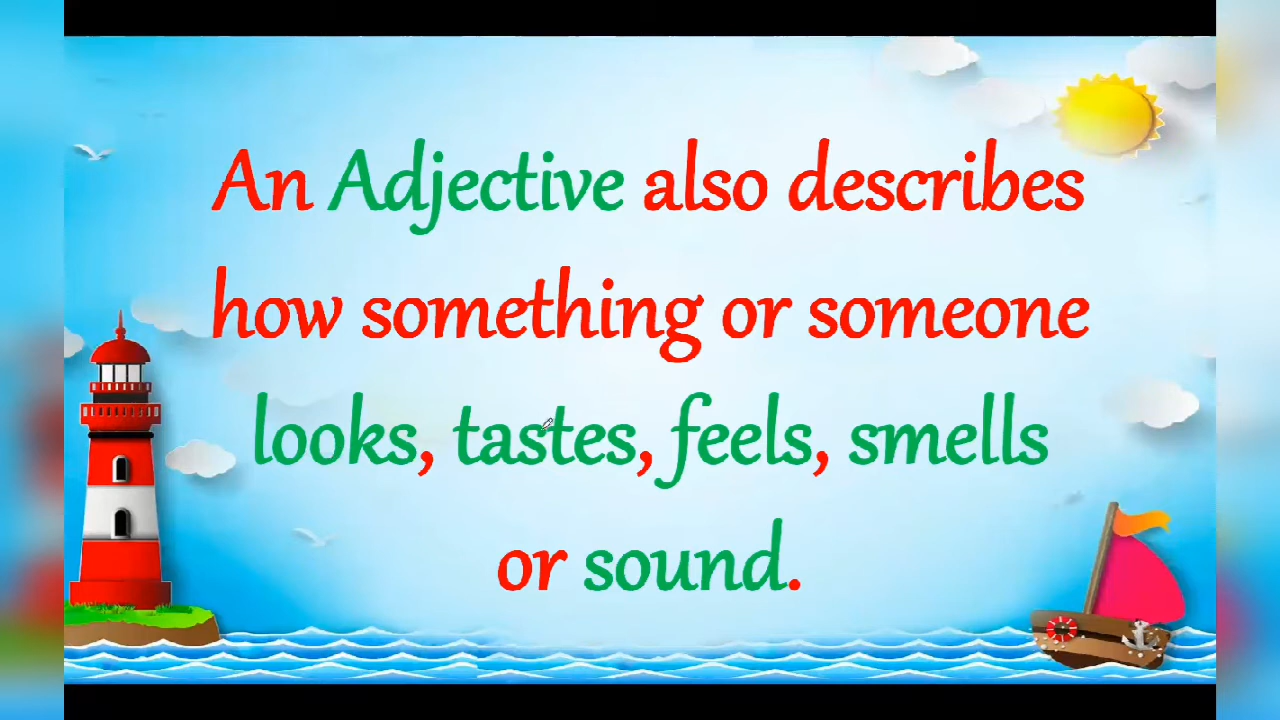 An Adjective also describes
how something or someone
looks, tastes, feels, smells
or sound.